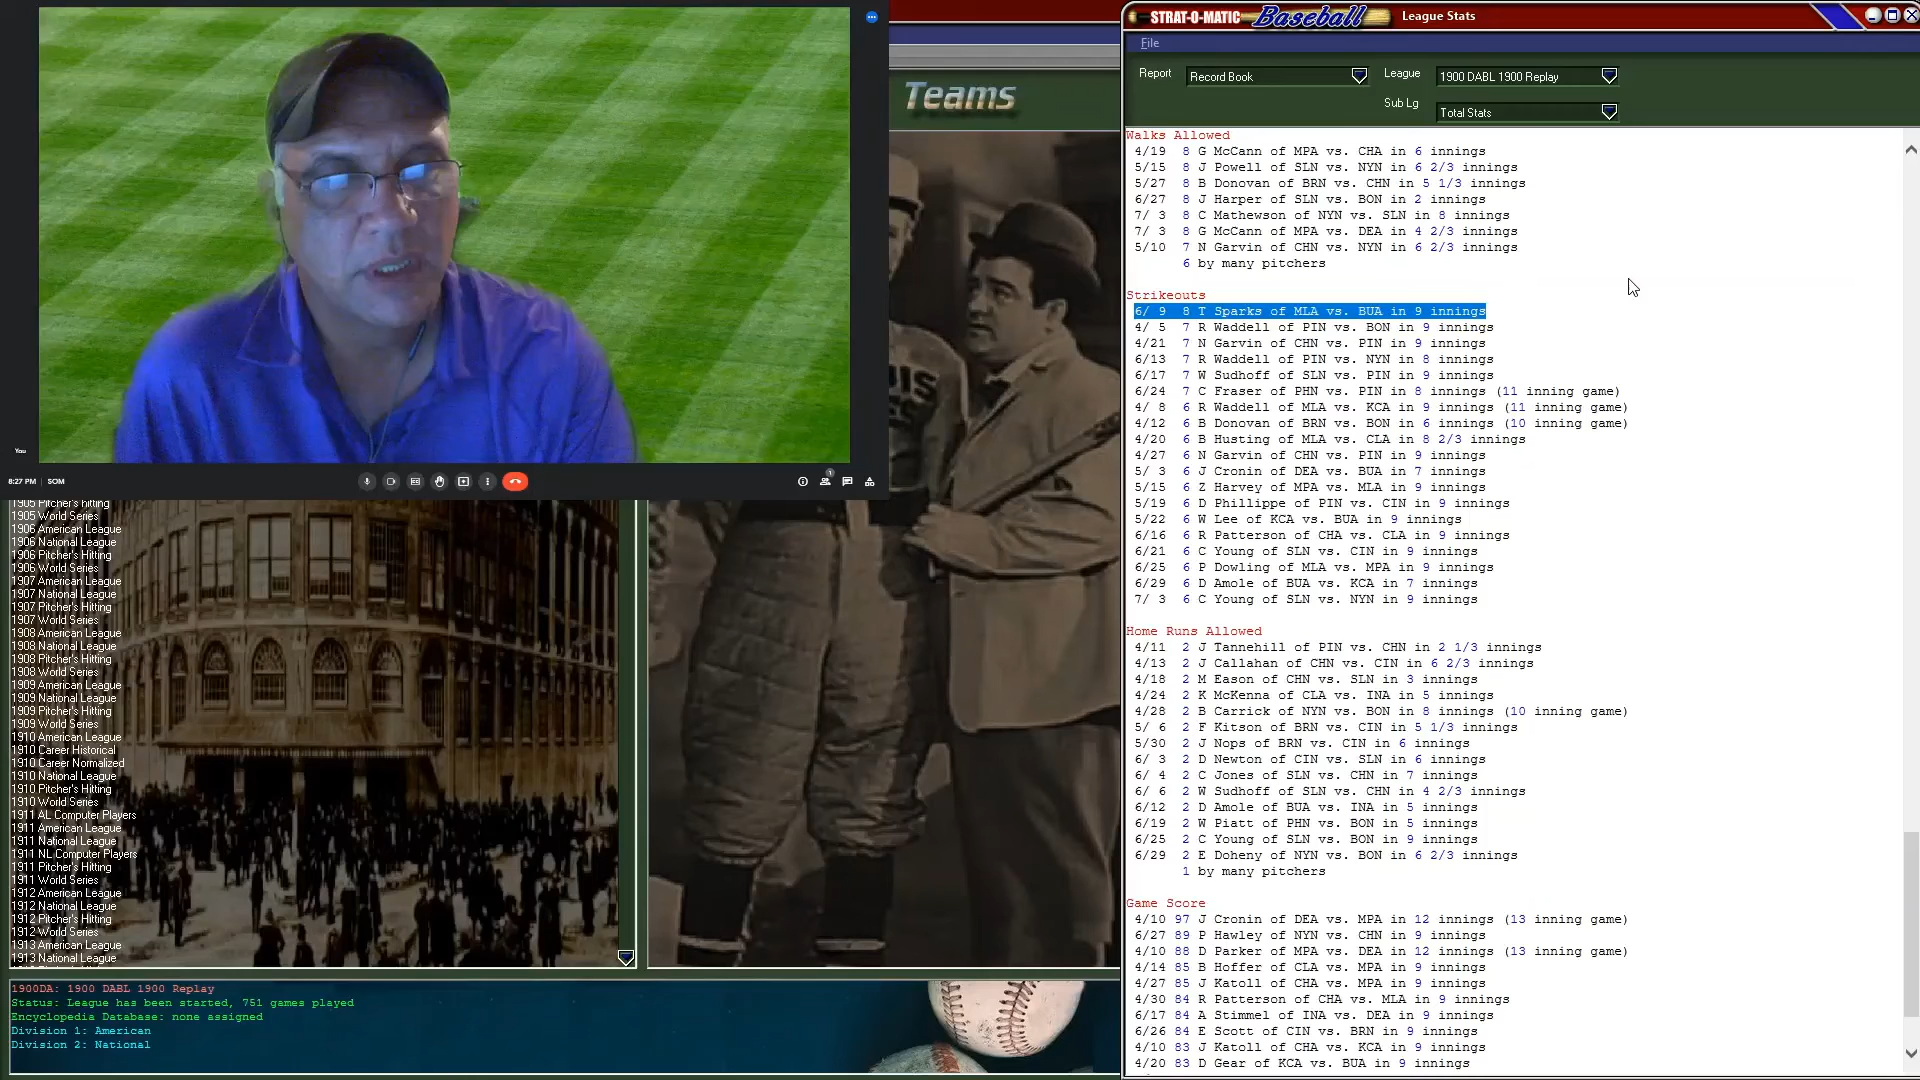 STRAT-O-MATIC Baseball League Stats
File
Report Record Book League 1900 DABL 1900 Replay
Sub Lg Total Stats
Teams
Walks Allowed
4/19 8 G McCann of MPA vs. CHA in 6 innings
5/15 8 J Powell of SLN vs. NYN in 6 2/3 innings
5/27 8 B Donovan of BRN vs. CHN in 5 1/3 innings
6/27 8 J Harper of SLN vs. BON in 2 innings
7/ 3 8 C Mathewson of NYN vs. SLN in 8 innings
7/ 3 8 G McCann of MPA vs. DEA in 4 2/3 innings
5/10 7 N Garvin of CHN vs. NYN in 6 2/3 innings
6 by many pitchers
Strikeouts
6/ 9 8 T Sparks of MLA vs. BUA in 9 innings
4/ 5 7 R Waddell of PIN vs. BON in 9 innings
4/21 7 N Garvin of CHN vs. PIN in 9 innings
6/13 7 R Waddell of PIN vs. NYN in 8 innings
6/17 7 W Sudhoff of SLN vs. PIN in 9 innings
6/24 7 C Fraser of PHN vs. PIN in 8 innings (11 inning game)
4/ 8 6 R Waddell of MLA vs. KCA in 9 innings (11 inning game)
4/12 6 B Donovan of BRN vs. BON in 6 innings (10 inning game)
4/20 6 B Husting of MLA vs. CLA in 8 2/3 innings
4/27 6 N Garvin of CHN vs. PIN in 9 innings
5/ 3 6 J Cronin of DEA vs. BUA in 7 innings
5/15 6 Z Harvey of MPA vs. MLA in 9 innings
5/19 6 D Phillippe of PIN vs. CIN in 9 innings
5/22 6 W Lee of KCA vs. BUA in 9 innings
6/16 6 R Patterson of CHA vs. CLA in 9 innings
6/21 6 C Young of SLN vs. CIN in 9 innings
6/25 6 P Dowling of MLA vs. MPA in 9 innings
6/29 6 D Amole of BUA vs. KCA in 7 innings
7/ 3 6 C Young of SLN vs. NYN in 9 innings
Home Runs Allowed
4/11 2 J Tannehill of PIN vs. CHN in 2 1/3 innings
4/13 2 J Callahan of CHN vs. CIN in 6 2/3 innings
4/18 2 M Eason of CHN vs. SLN in 3 innings
4/24 2 K McKenna of CLA vs. INA in 5 innings
4/28 2 B Carrick of NYN vs. BON in 8 innings (10 inning game)
5/ 6 2 F Kitson of BRN vs. CIN in 5 1/3 innings
5/30 2 J Nops of BRN vs. CIN in 6 innings
6/ 3 2 D Newton of CIN vs. SLN in 6 innings
6/ 4 2 C Jones of SLN vs. CHN in 7 innings
6/ 6 2 W Sudhoff of SLN vs. CHN in 4 2/3 innings
6/12 2 D Amole of BUA vs. INA in 5 innings
6/19 2 W Piatt of PHN vs. BON in 5 innings
6/25 2 C Young of SLN vs. BON in 9 innings
6/29 2 E Doheny of NYN vs. BON in 6 2/3 innings
1 by many pitchers
Game Score
4/10 97 J Cronin of DEA vs. MPA in 12 innings (13 inning game)
6/27 89 P Hawley of NYN vs. CHN in 9 innings
4/10 88 D Parker of MPA vs. DEA in 12 innings (13 inning game)
4/14 85 B Hoffer of CLA vs. MPA in 9 innings
4/27 85 J Katoll of CHA vs. MPA in 9 innings
4/30 84 R Patterson of CHA vs. MLA in 9 innings
6/17 84 A Stimmel of INA vs. DEA in 9 innings
6/26 84 E Scott of CIN vs. BRN in 9 innings
4/10 83 J Katoll of CHA vs. KCA in 9 innings
4/20 83 D Gear of KCA vs. BUA in 9 innings
You
8:27 PM | SOM
1
1905 Pitcher's hitting
1905 World Series
1906 American League
1906 National League
1906 Pitcher's Hitting
1906 World Series
1907 American League
1907 National League
1907 Pitcher's Hitting
1907 World Series
1908 American League
1908 National League
1908 Pitcher's Hitting
1908 World Series
1909 American League
1909 National League
1909 Pitcher's Hitting
1909 World Series
1910 American League
1910 Career Historical
1910 Career Normalized
1910 National League
1910 Pitcher's Hitting
1910 World Series
1911 AL Computer Players
1911 American League
1911 National League
1911 NL Computer Players
1911 Pitcher's Hitting
1911 World Series
1912 American League
1912 National League
1912 Pitcher's Hitting
1912 World Series
1913 American League
1913 National League
1900DA: 1900 DABL 1900 Replay
Status: League has been started, 751 games played
Encyclopedia Database: none assigned
Division 1: American
Division 2: National